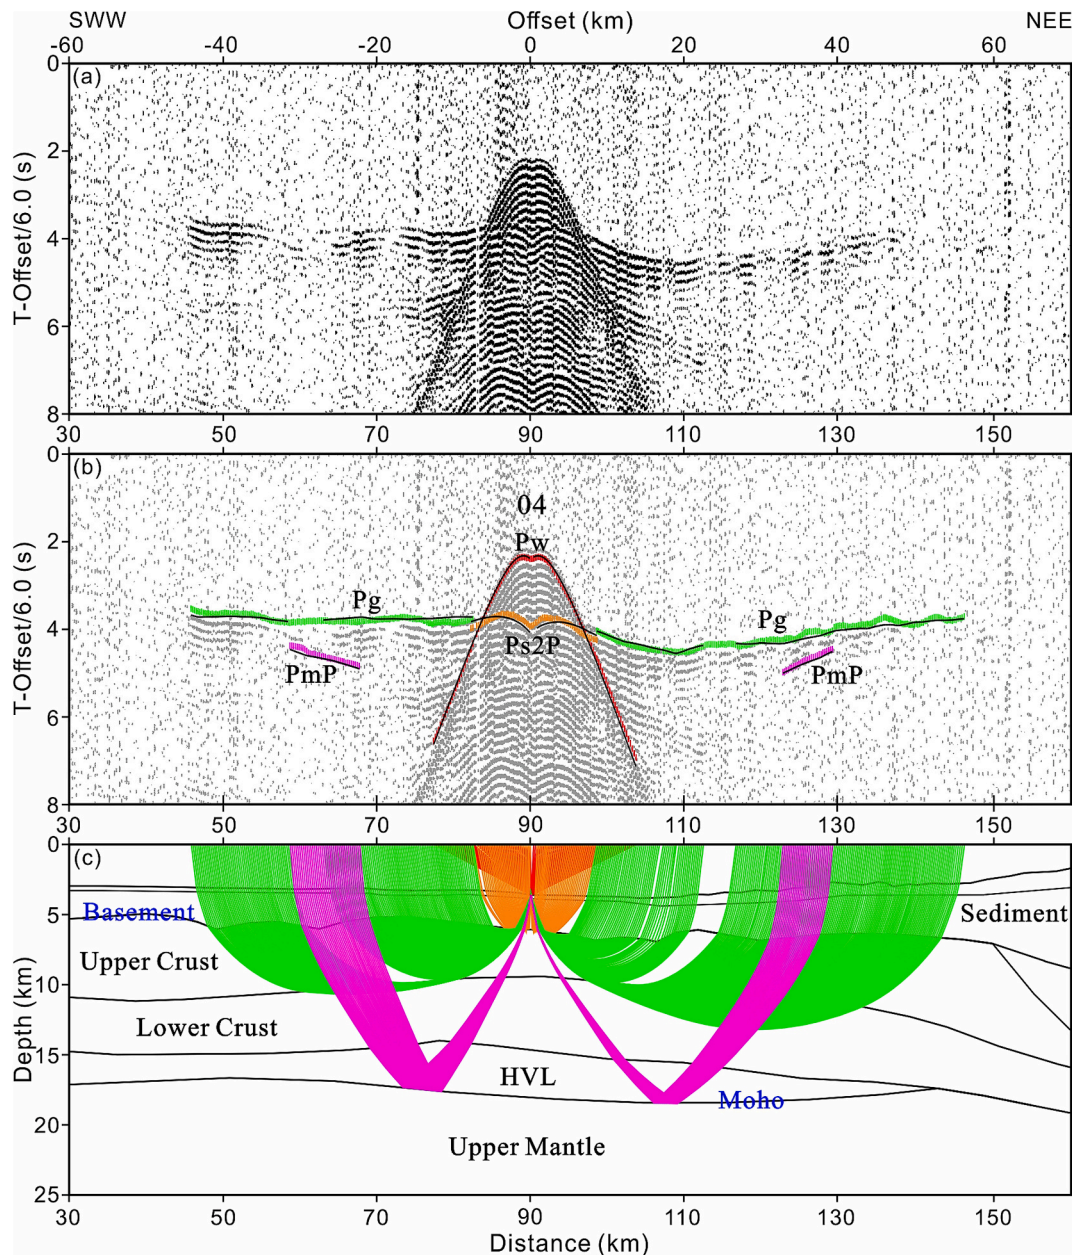 SWW Offset (km) NEE
-60 -40 -20 0 20 40 60
(a)
0
2
4
6
8
T-Offset/6.0 (s)
30 50 70 90 110 130 150
(b)
0
2
4
6
8
T-Offset/6.0 (s)
04
Pw
Pg
Pg
Ps2P
PmP
PmP
30 50 70 90 110 130 150
(c)
0
5
10
15
20
25
Depth (km)
Basement
Sediment
Upper Crust
Lower Crust
HVL
Moho
Upper Mantle
30 50 70 90 110 130 150
Distance (km)